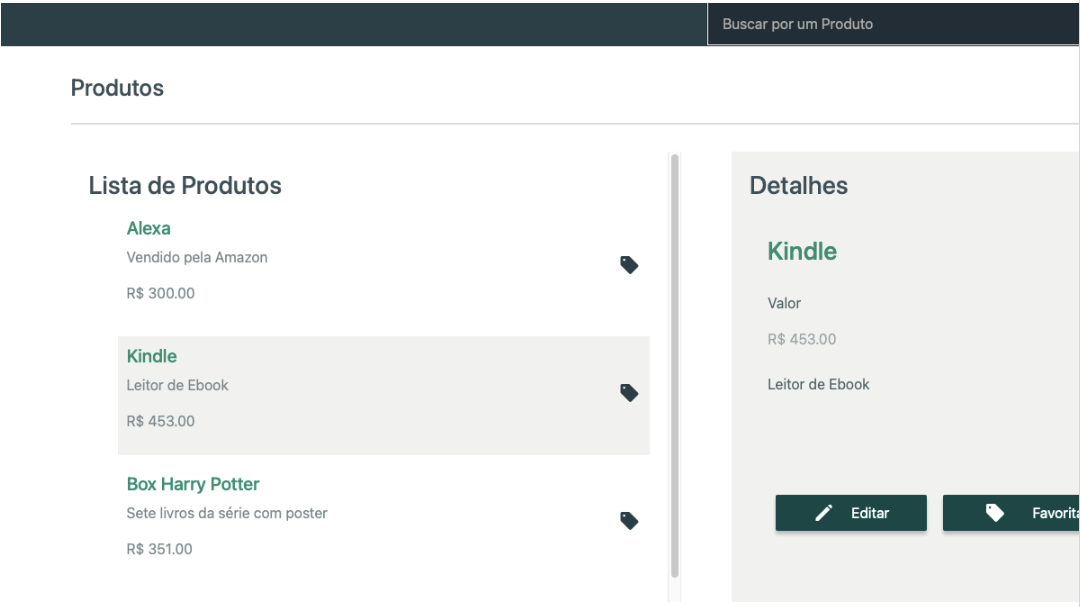 Buscar por um Produto
Produtos
Lista de Produtos
Alexa
Vendido pela Amazon
R$ 300.00
Kindle
Leitor de Ebook
R$ 453.00
Box Harry Potter
Sete livros da série com poster
R$ 351.00
Detalhes
Kindle
Valor
R$ 453.00
Leitor de Ebook
Editar
Favorita